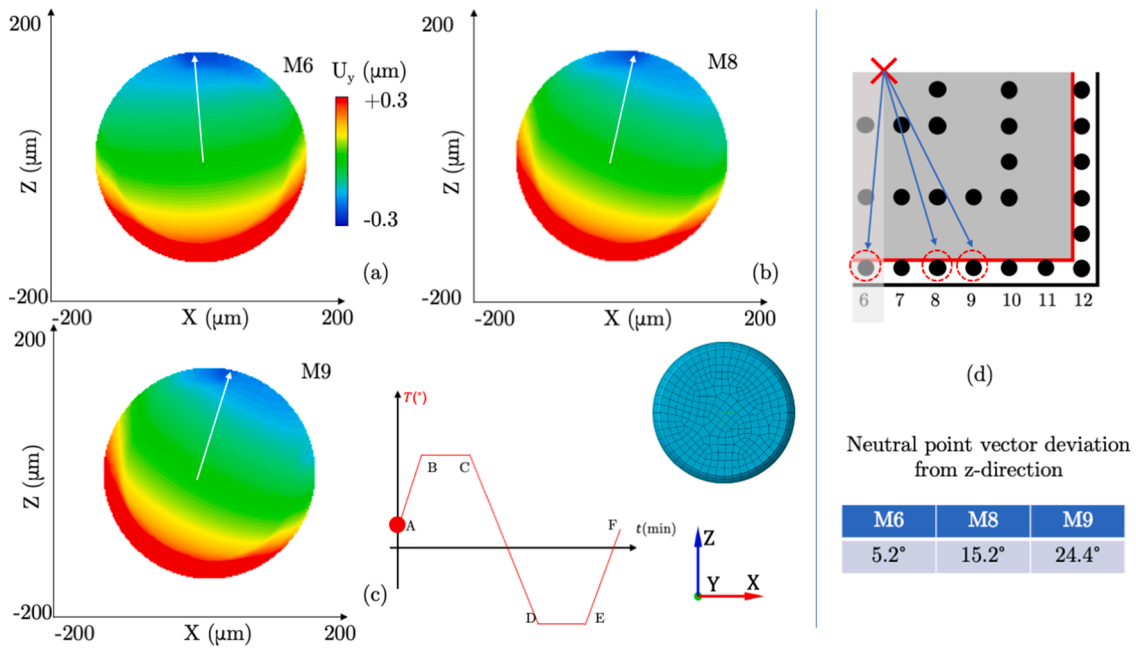 200
M6
U_y (μm)
+0.3
-0.3
Z (μm)
(a)
-200
-200
X (μm)
200
200
M8
Z (μm)
(b)
-200
-200
X (μm)
200
200
M9
Z (μm)
(c)
-200
-200
X (μm)
200
T(°)
B
C
A
F
t(min)
D
E
Z
Y
X
6
7
8
9
10
11
12
(d)
Neutral point vector deviation
from z-direction
M6 M8 M9
5.2° 15.2° 24.4°